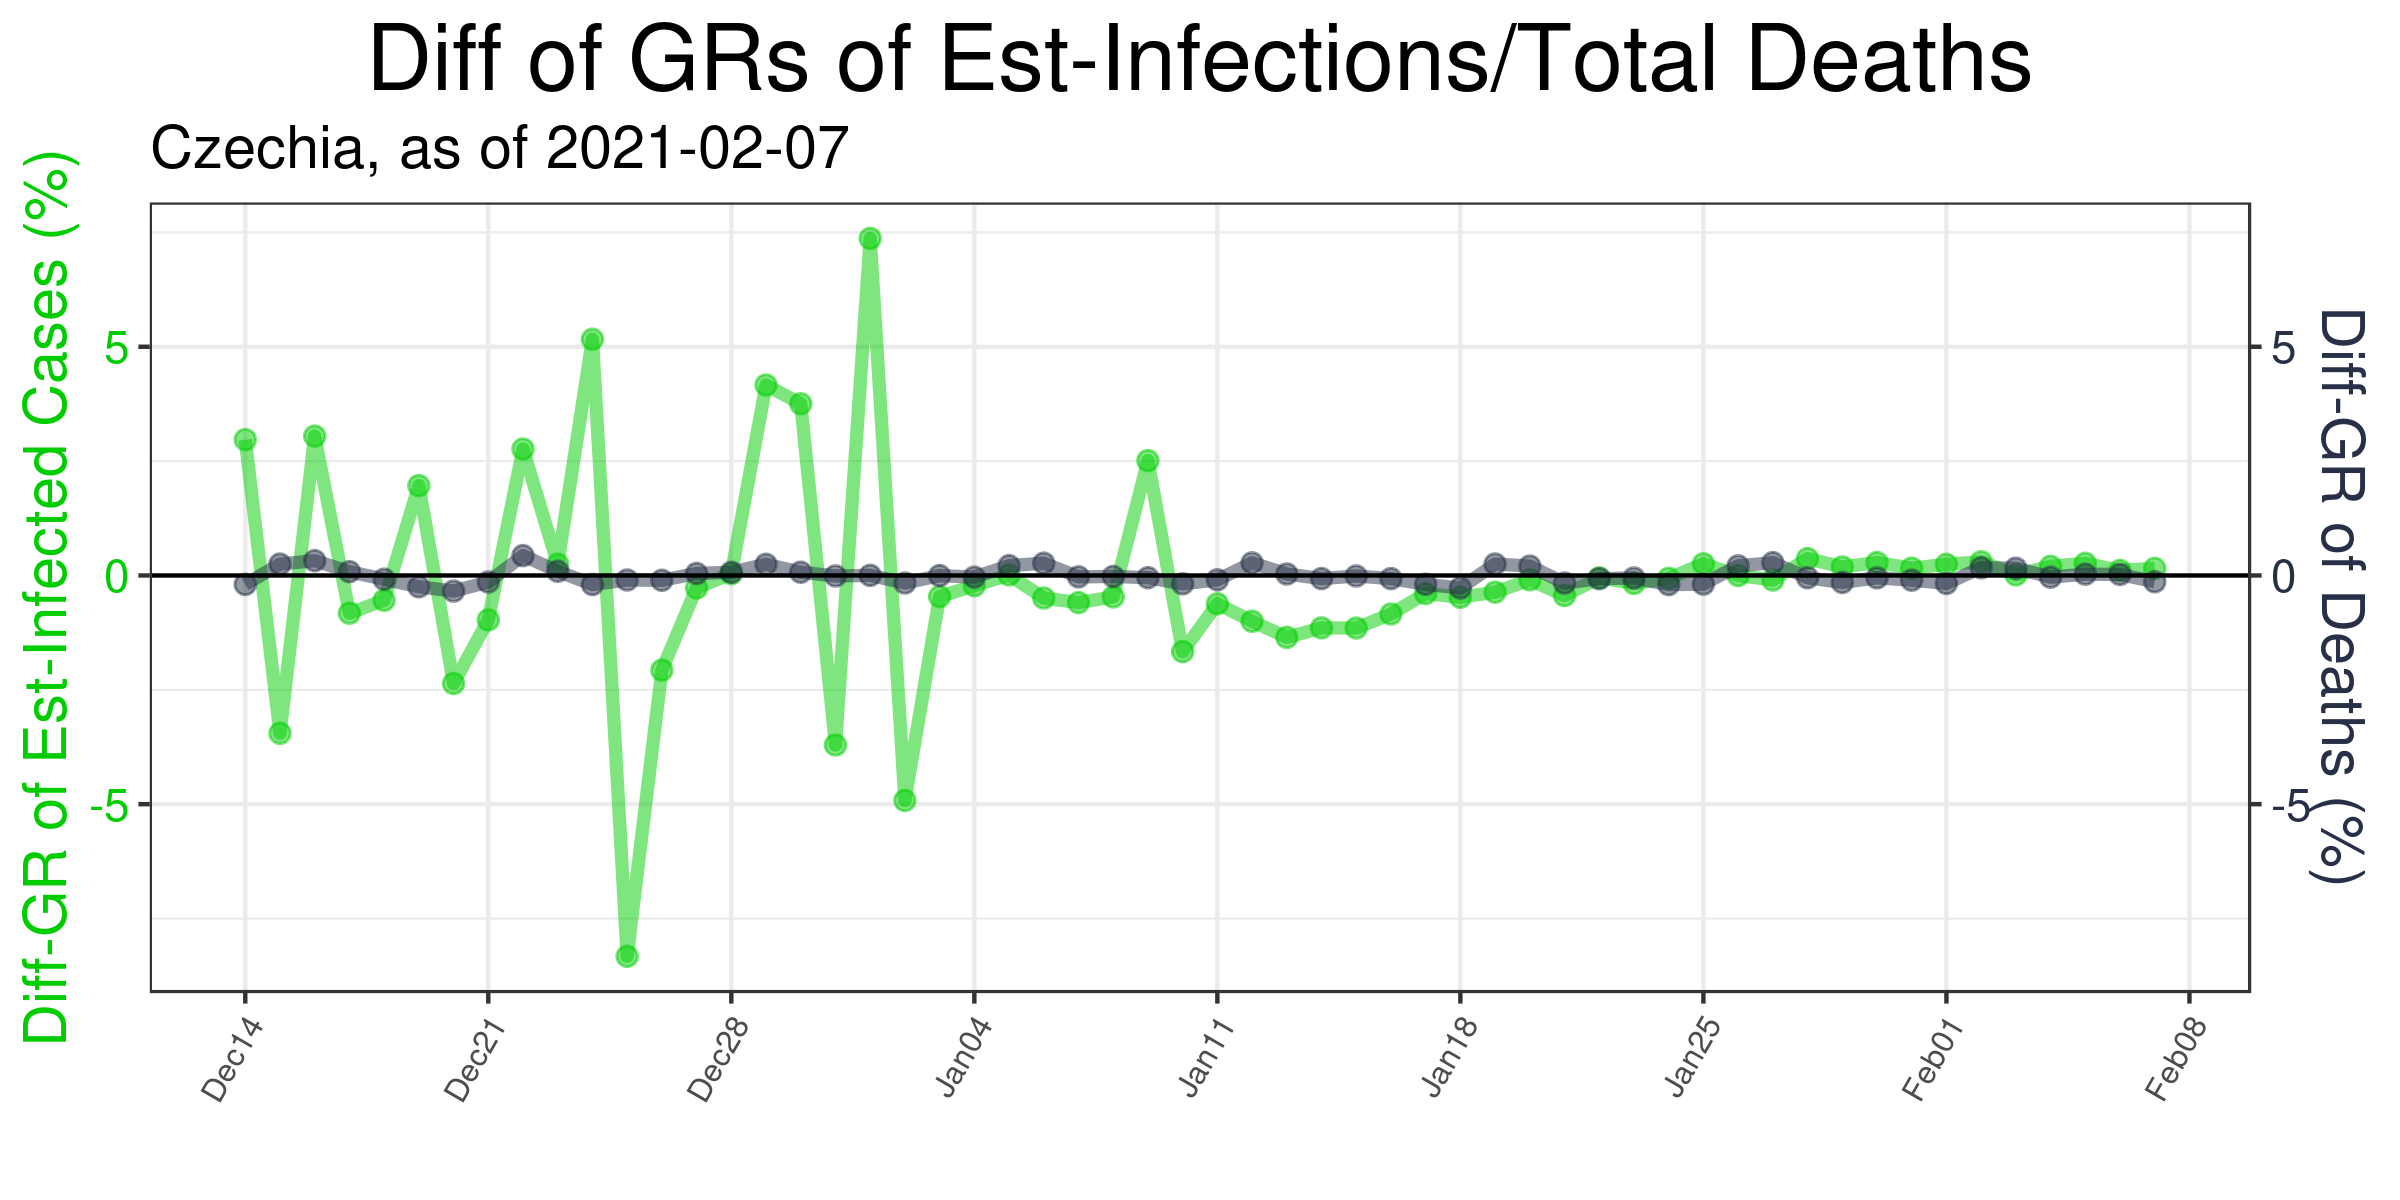 Diff of GRs of Est-Infections/Total Deaths
Czechia, as of 2021-02-07
Diff-GR of Est-Infected Cases (%)
5
0
-5
5
0
-5
Diff-GR of Deaths (%)
Dec14
Dec21
Dec28
Jan04
Jan11
Jan18
Jan25
Feb01
Feb08